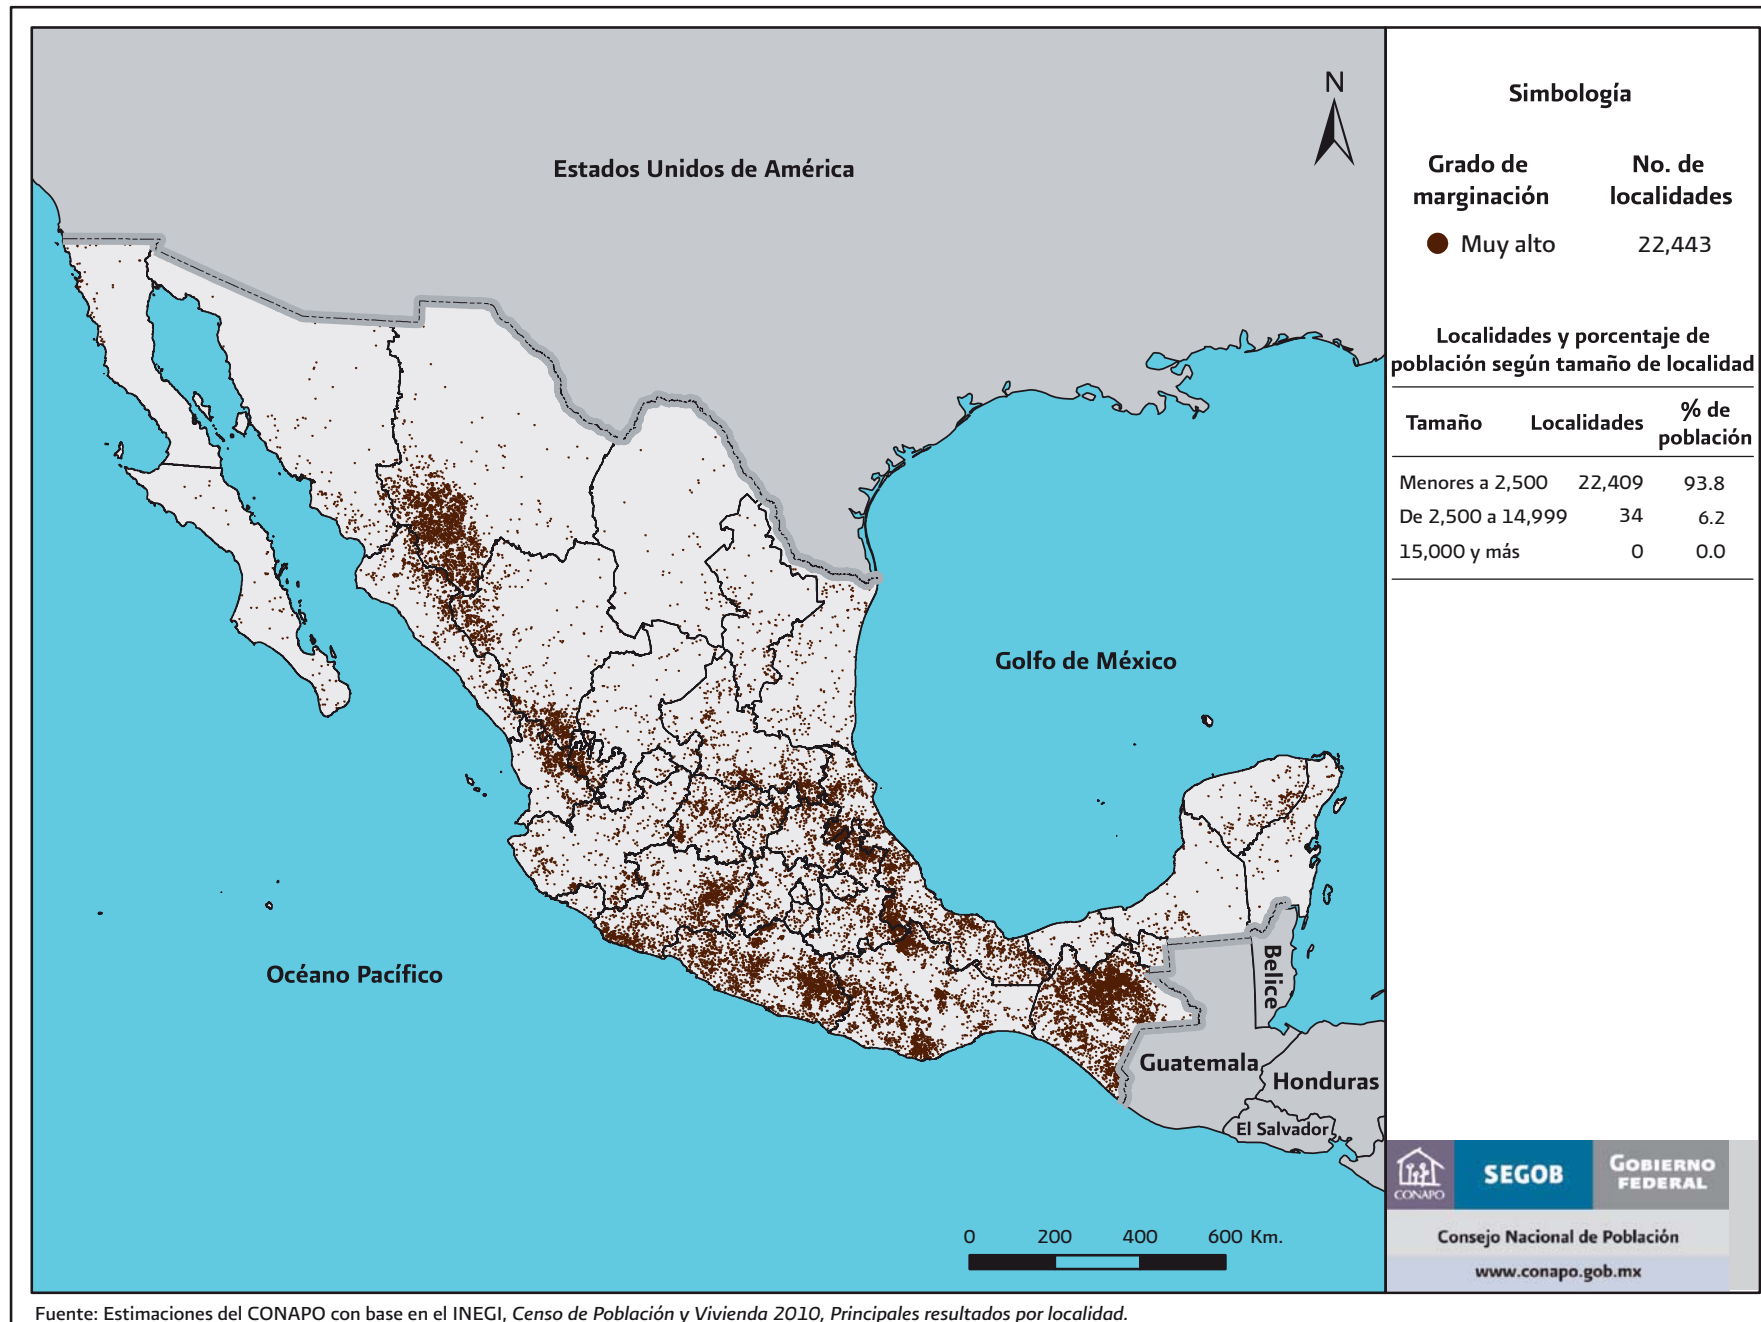 N
Estados Unidos de América
Golfo de México
Océano Pacífico
Belice
Guatemala
Honduras
El Salvador
0 200 400 600 Km.
Simbología
Grado de marginación
No. de localidades
Muy alto 22,443
Localidades y porcentaje de
población según tamaño de localidad
Tamaño Localidades % de población
Menores a 2,500 22,409 93.8
De 2,500 a 14,999 34 6.2
15,000 y más 0 0.0
CONAPO
SEGOB
GOBIERNO
FEDERAL
Consejo Nacional de Población
www.conapo.gob.mx
Fuente: Estimaciones del CONAPO con base en el INEGI, Censo de Población y Vivienda 2010, Principales resultados por localidad.